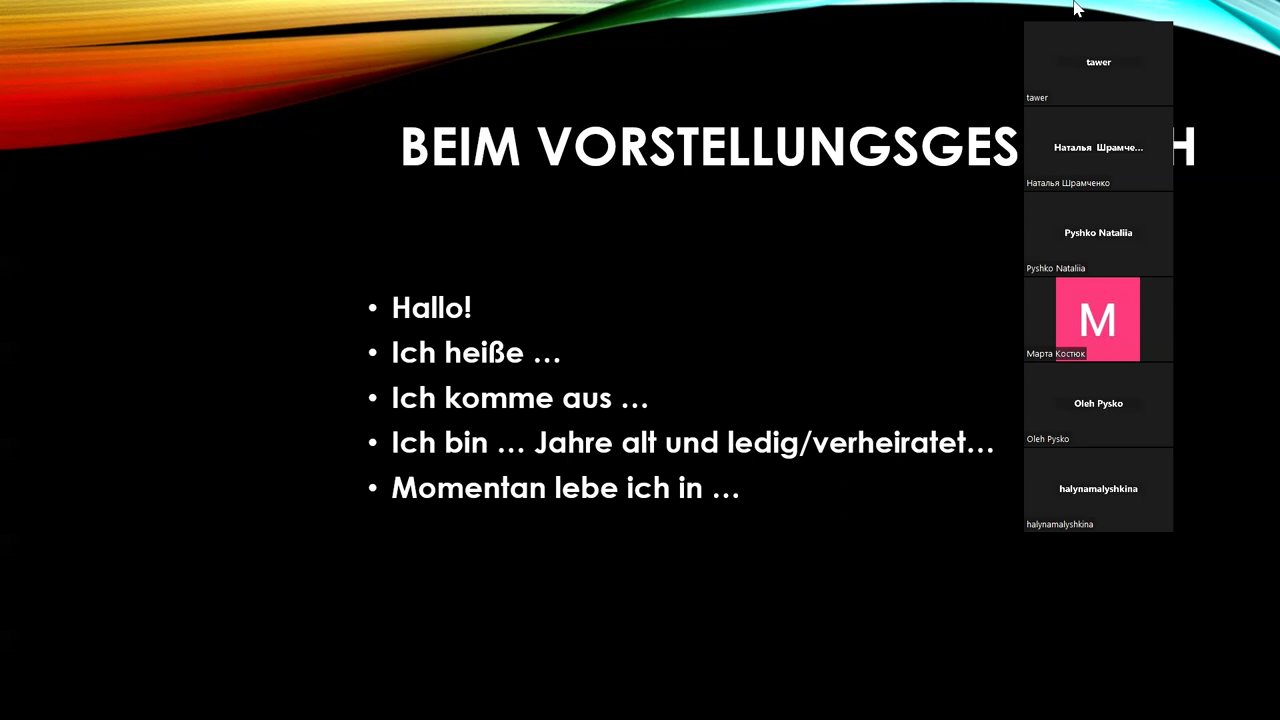 BEIM VORSTELLUNGSGES H
• Hallo!
• Ich heiße …
• Ich komme aus …
• Ich bin … Jahre alt und ledig/verheiratet…
• Momentan lebe ich in …
tawer
tawer
Наталья Шрамче...
Наталья Шрамченко
Pyshko Nataliia
Pyshko Nataliia
M
Марта Костюк
Oleh Pysko
Oleh Pysko
halynamalyshkina
halynamalyshkina